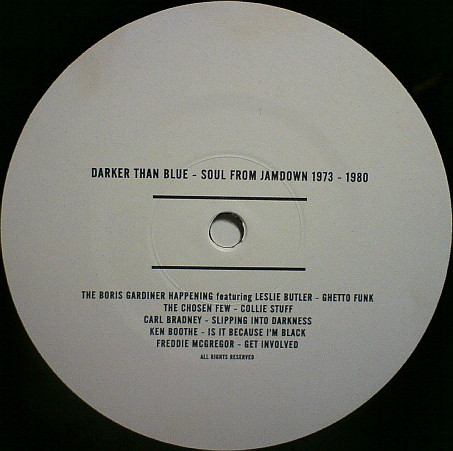 DARKER THAN BLUE - SOUL FROM JAMDOWN 1973 - 1980
THE BORIS GARDINER HAPPENING featuring LESLIE BUTLER - GHETTO FUNK
THE CHOSEN FEW - COLLIE STUFF
CARL BRADNEY - SLIPPING INTO DARKNESS
KEN BOOTHE - IS IT BECAUSE I'M BLACK
FREDDIE MCGREGOR - GET INVOLVED
ALL RIGHTS RESERVED